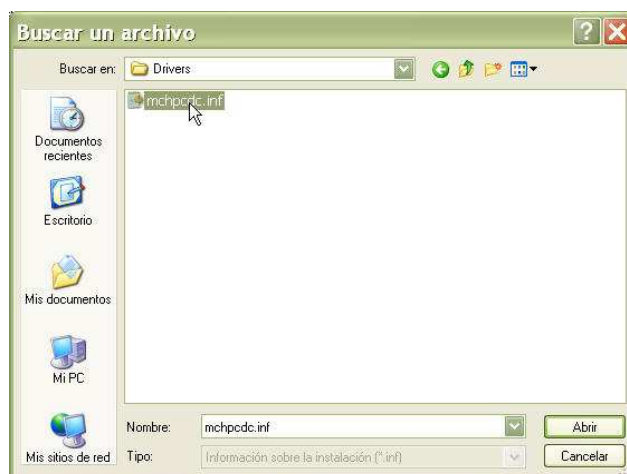 Buscar un archivo
Buscar en: Drivers
mchpcdc.inf
Documentos
recientes
Escritorio
Mis documentos
Mi PC
Mis sitios de red
Nombre: mchpcdc.inf Abrir
Tipo: Información sobre la instalación (*.inf) Cancelar